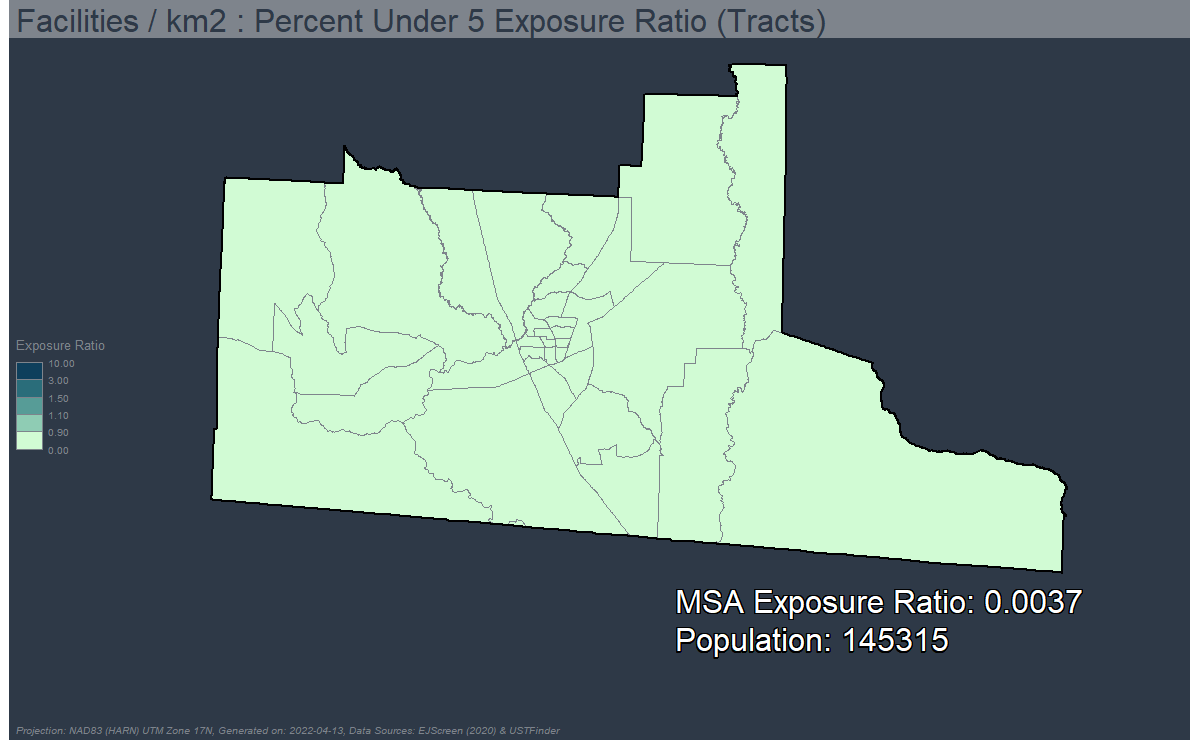 Facilities / km2 : Percent Under 5 Exposure Ratio (Tracts)
Exposure Ratio
10.00
3.00
1.50
1.10
0.90
0.00
MSA Exposure Ratio: 0.0037
Population: 145315
Projection: NAD83 (HARN) UTM Zone 17N, Generated on: 2022-04-13, Data Sources: EJScreen (2020) & USTFinder